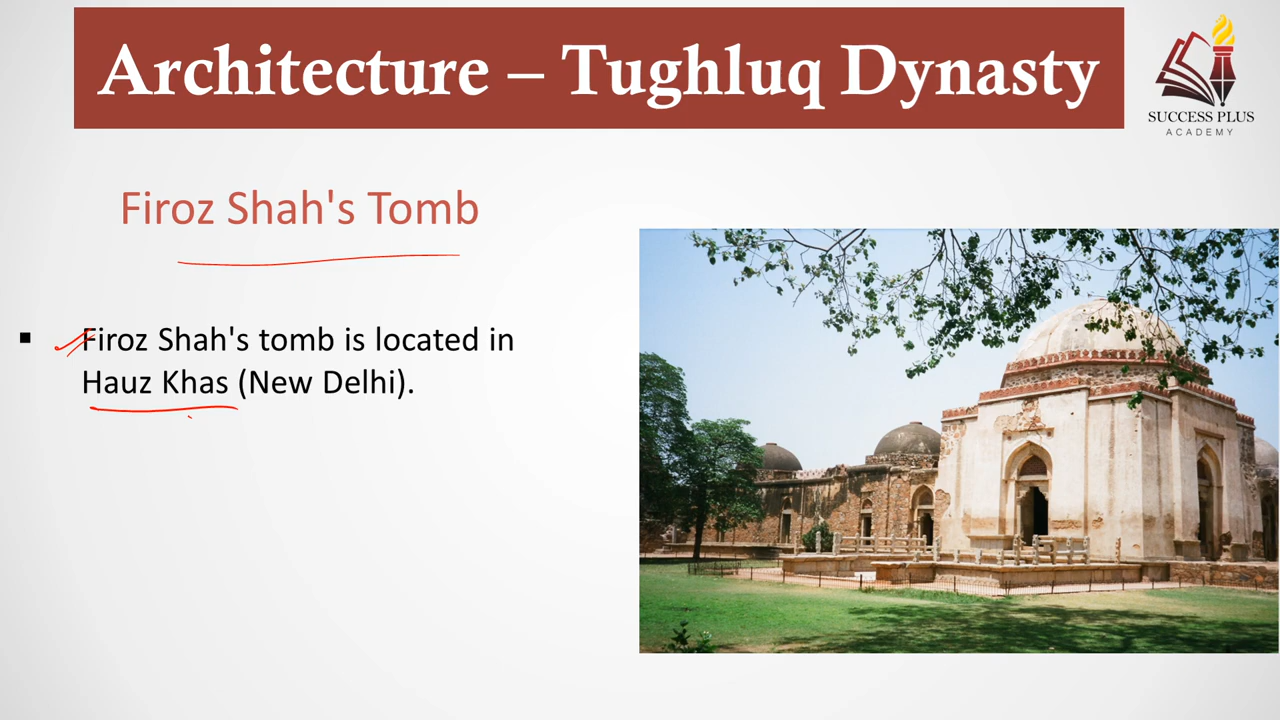 Architecture – Tughluq Dynasty
SUCCESS PLUS
ACADEMY
Firoz Shah's Tomb
▪ Firoz Shah's tomb is located in
Hauz Khas (New Delhi).